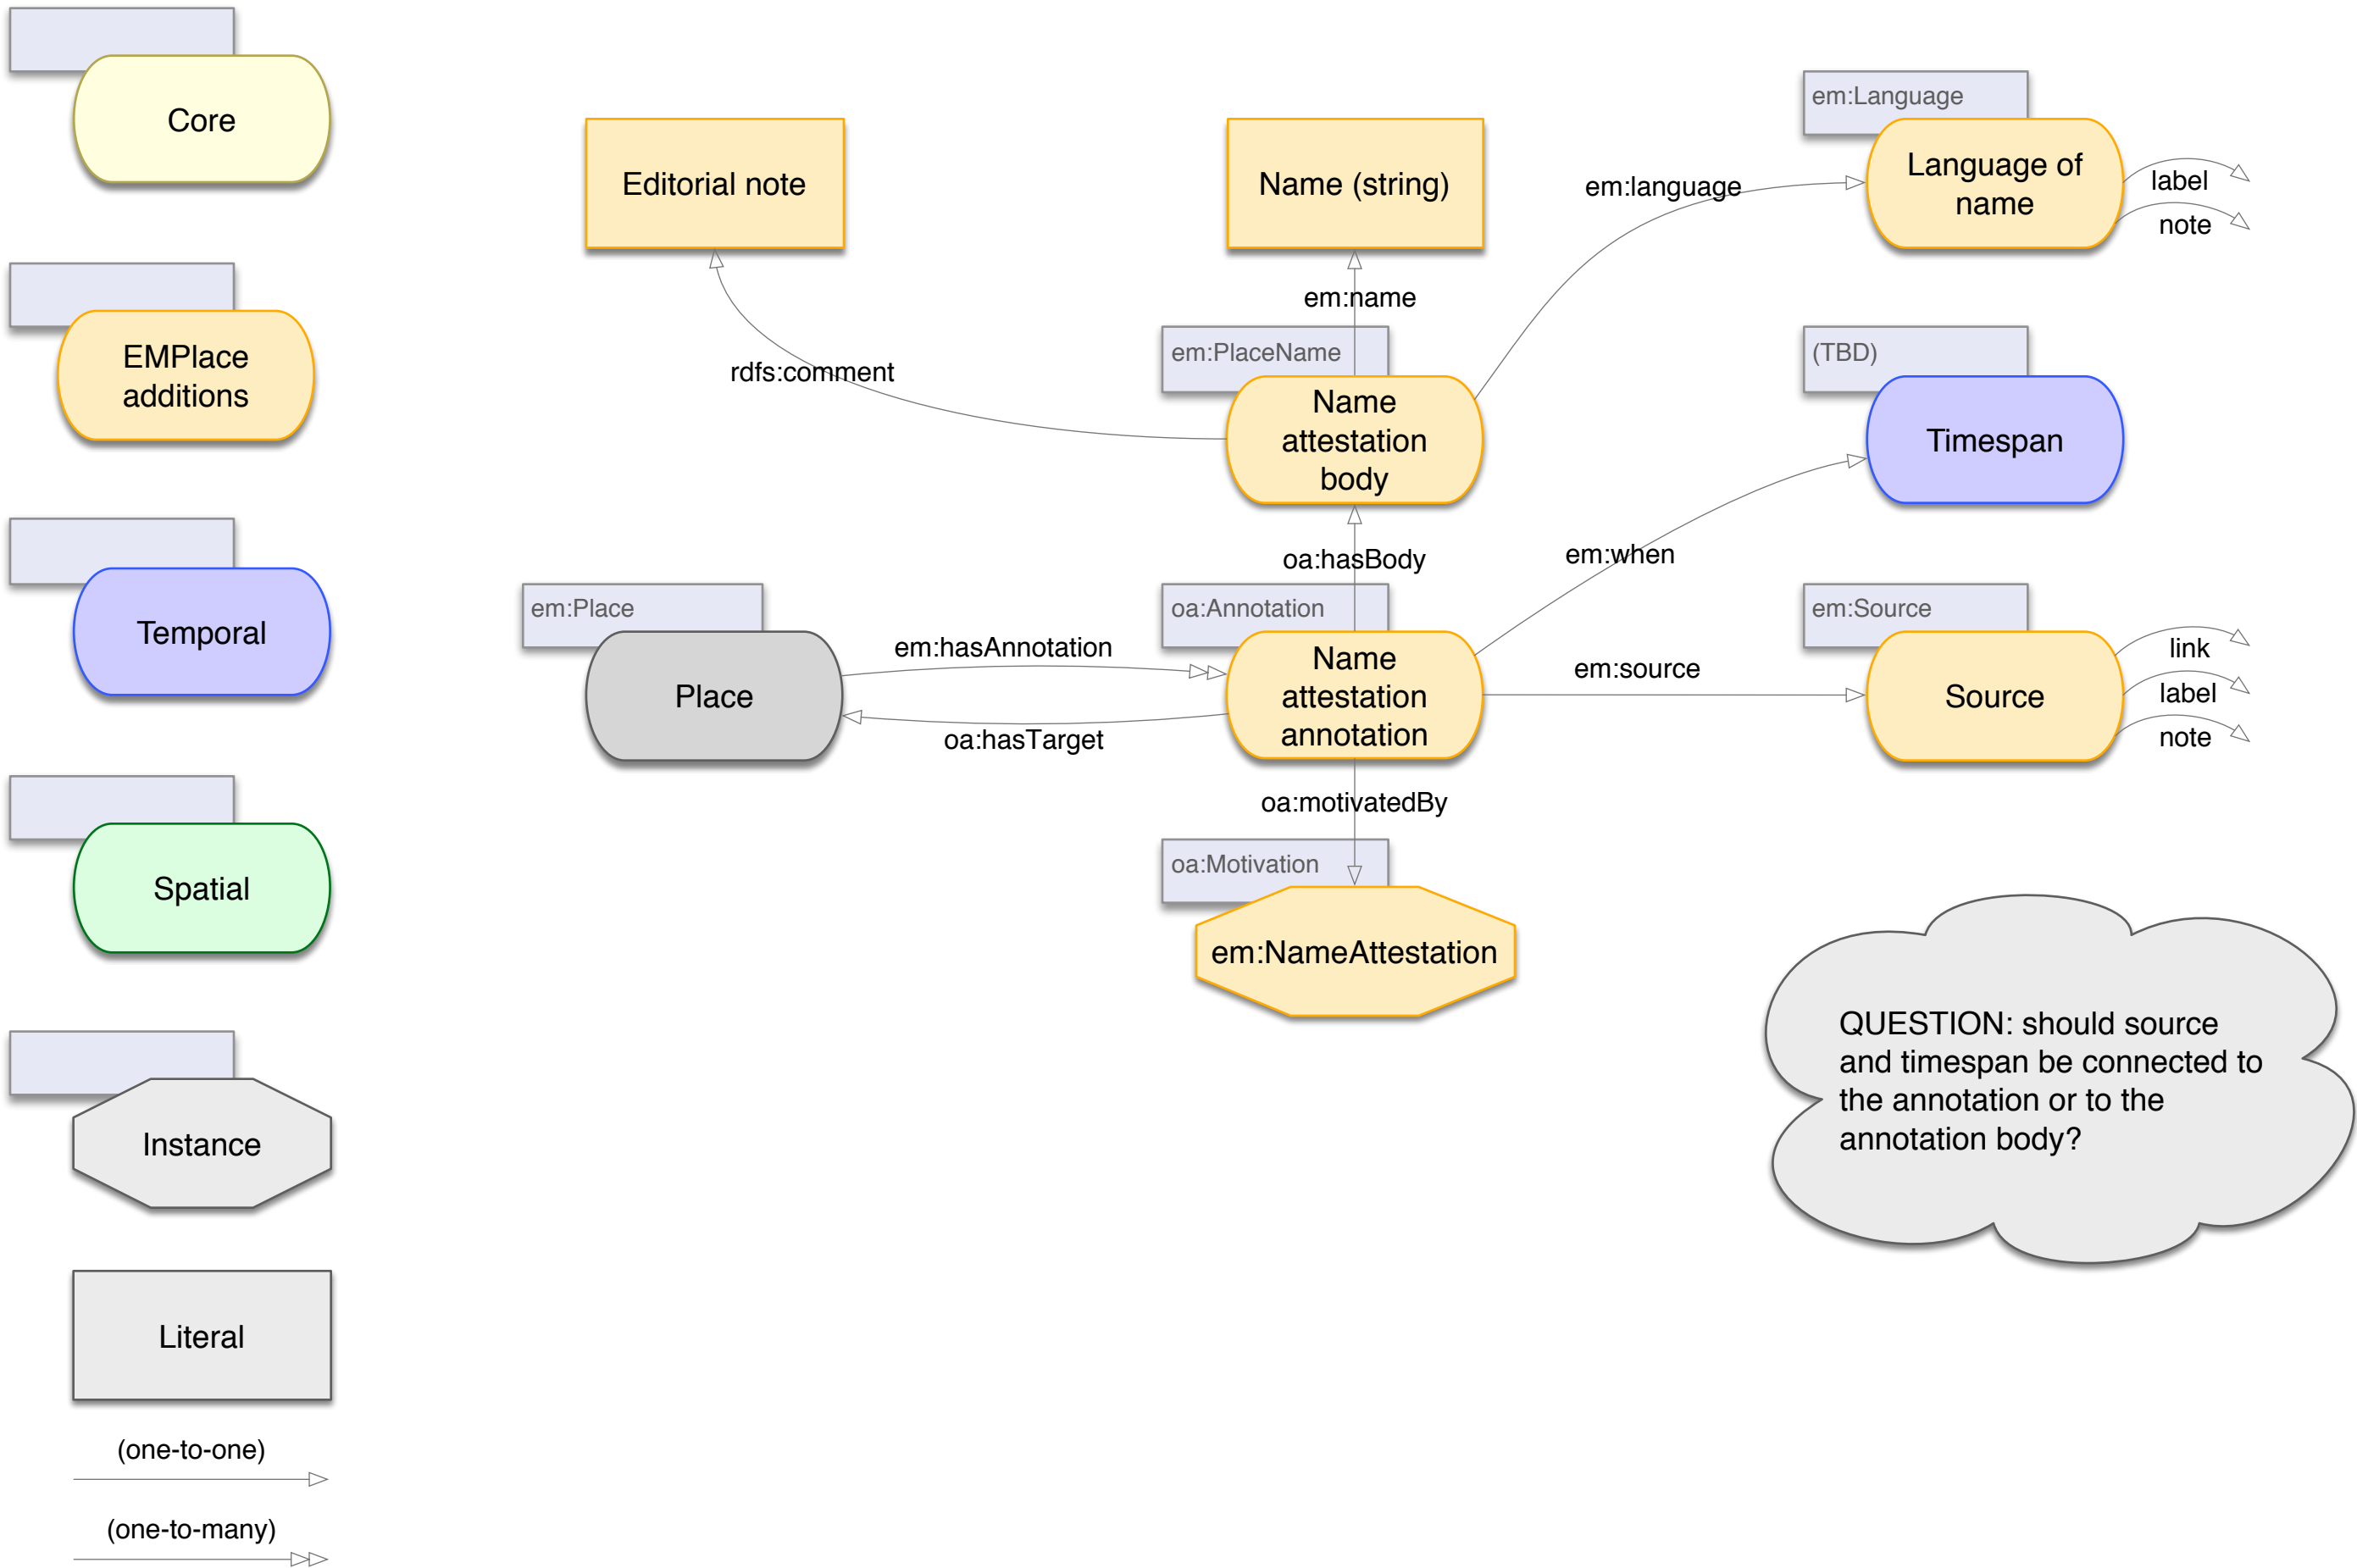 Core
EMPlace
additions
Temporal
Spatial
Instance
Literal
(one-to-one)
(one-to-many)
Editorial note
Name (string)
em:Language
Language of
name
label
note
em:language
em:name
rdfs:comment
em:PlaceName
Name
attestation
body
(TBD)
Timespan
oa:hasBody
em:when
em:Place
Place
em:hasAnnotation
oa:hasTarget
oa:Annotation
Name
attestation
annotation
em:source
em:Source
Source
link
label
note
oa:motivatedBy
oa:Motivation
em:NameAttestation
QUESTION: should source
and timespan be connected to
the annotation or to the
annotation body?